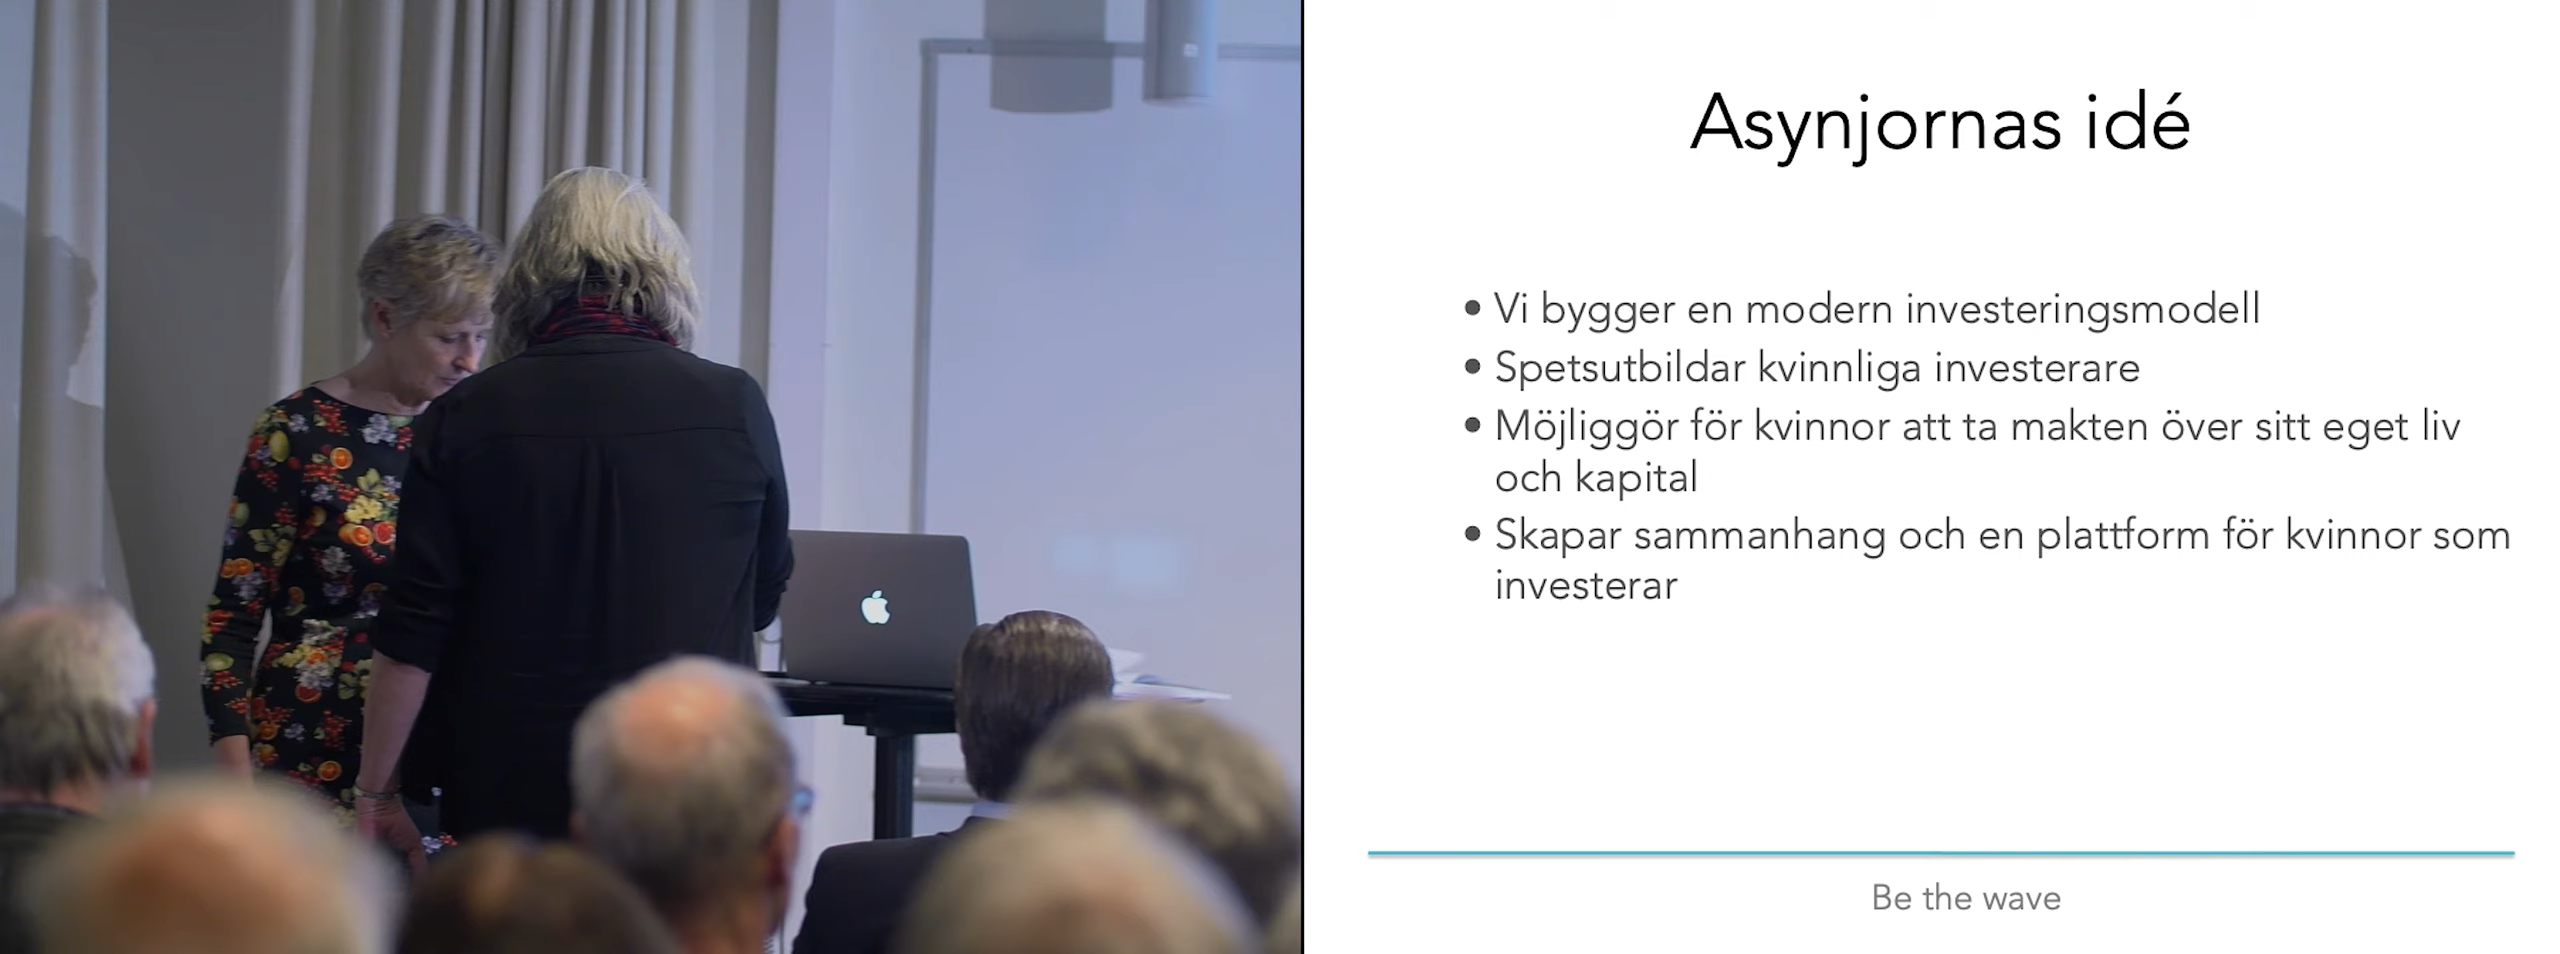 Asynjornas idé
• Vi bygger en modern investeringsmodell
• Spetsutbildar kvinnliga investerare
• Möjliggör för kvinnor att ta makten över sitt eget liv
och kapital
• Skapar sammanhang och en plattform för kvinnor som
investerar
Be the wave